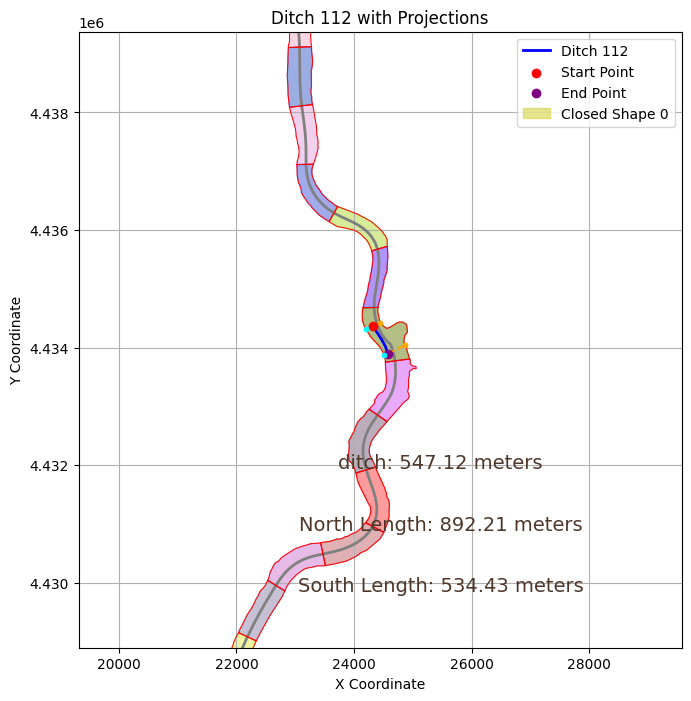 Ditch 112 with Projections
1e6
Ditch 112
Start Point
End Point
Closed Shape 0
4.438
4.436
4.434
4.432
4.430
Y Coordinate
ditch: 547.12 meters
North Length: 892.21 meters
South Length: 534.43 meters
20000 22000 24000 26000 28000
X Coordinate